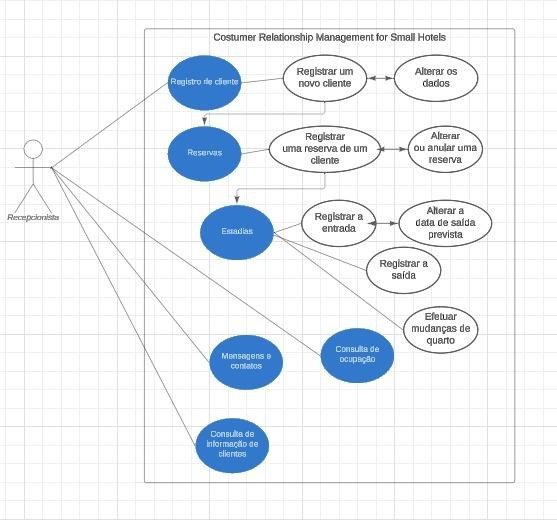 Costumer Relationship Management for Small Hotels
Registro de cliente
Registrar um
novo cliente
Alterar os
dados
Reservas
Registrar
uma reserva de um
cliente
Alterar
ou anular uma
reserva
Recepcionista
Estadias
Registrar a
entrada
Alterar a
data de saída
prevista
Registrar a
saída
Efetuar
mudanças de
quarto
Mensagens e
contatos
Consulta de
ocupação
Consulta de
informação de
clientes